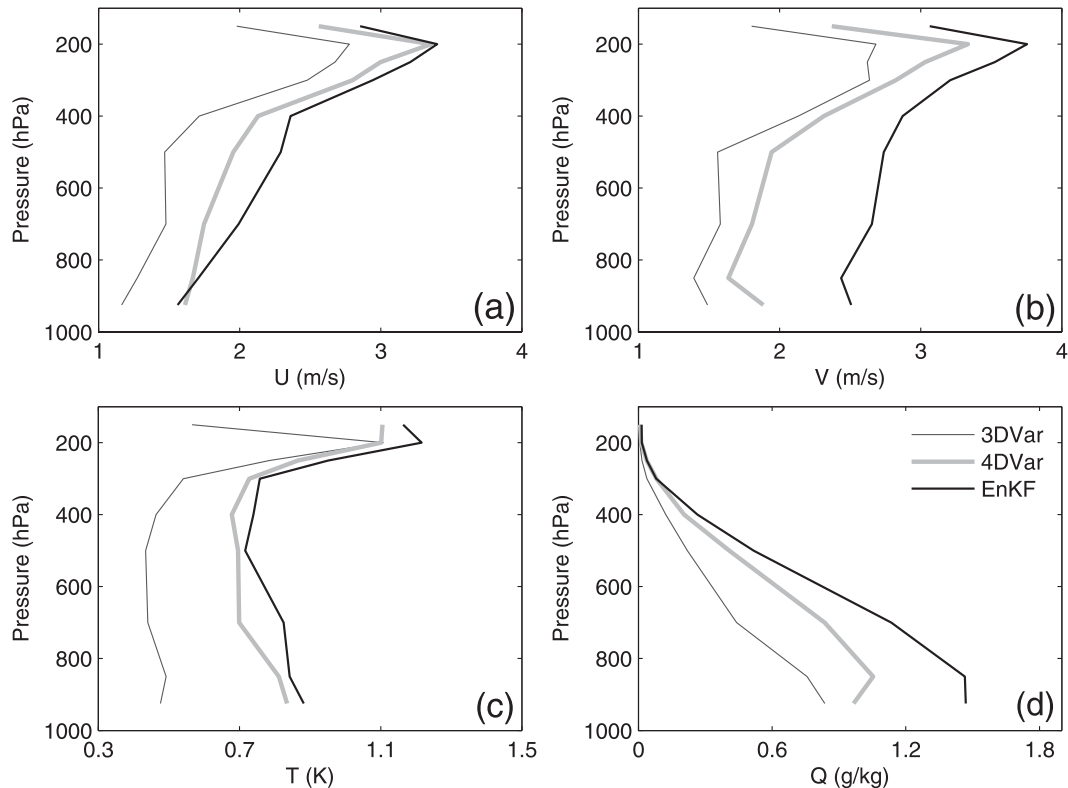 200
400
600
800
1000
Pressure (hPa)
1 2 3 4
U (m/s)
(a)
200
400
600
800
1000
Pressure (hPa)
1 2 3 4
V (m/s)
(b)
200
400
600
800
1000
Pressure (hPa)
0.3 0.7 1.1 1.5
T (K)
(c)
200
400
600
800
1000
Pressure (hPa)
0 0.6 1.2 1.8
Q (g/kg)
3DVar
4DVar
EnKF
(d)